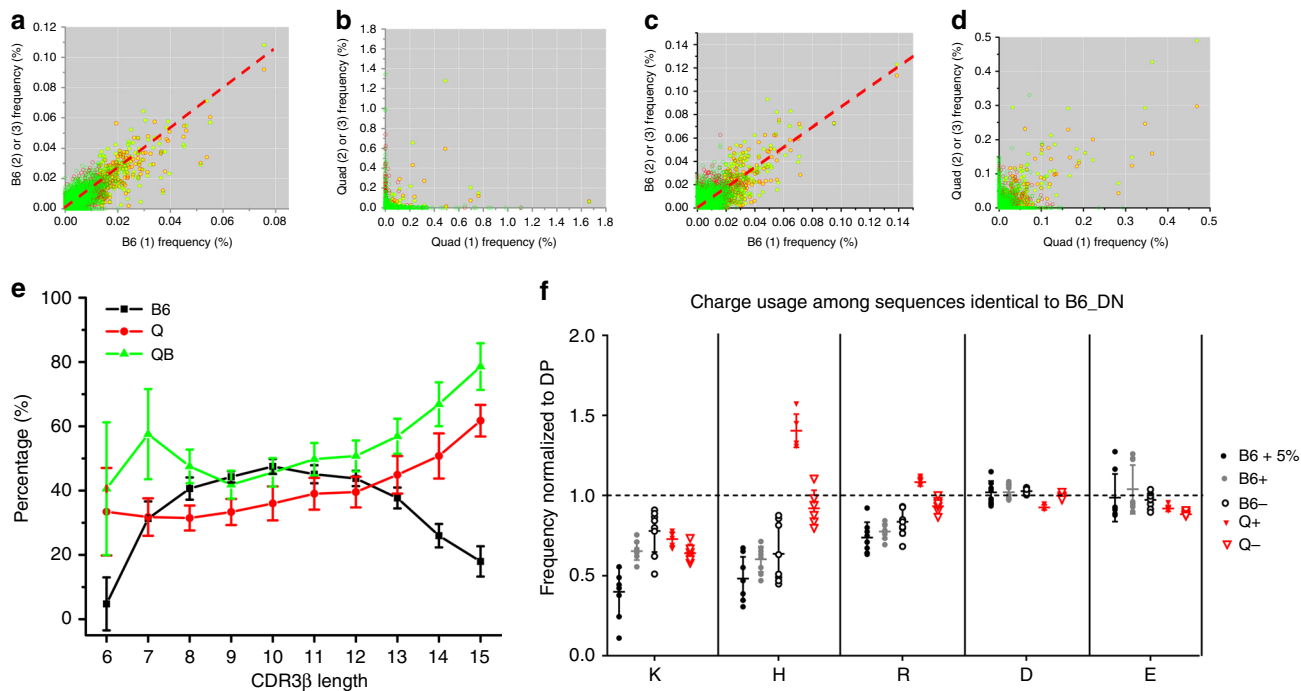 a
B6 (2) or (3) frequency (%)
0.12
0.10
0.08
0.06
0.04
0.02
0.00
0.00 0.02 0.04 0.06 0.08
B6 (1) frequency (%)
b
Quad (2) or (3) frequency (%)
1.8
1.6
1.4
1.2
1.0
0.8
0.6
0.4
0.2
0.0
0.0 0.2 0.4 0.6 0.8 1.0 1.2 1.4 1.6 1.8
Quad (1) frequency (%)
c
B6 (2) or (3) frequency (%)
0.14
0.12
0.10
0.08
0.06
0.04
0.02
0.00
0.00 0.02 0.04 0.06 0.08 0.10 0.12 0.14
B6 (1) frequency (%)
d
Quad (2) or (3) frequency (%)
0.5
0.4
0.3
0.2
0.1
0.0
0.0 0.1 0.2 0.3 0.4 0.5
Quad (1) frequency (%)
e
Percentage (%)
100
80
60
40
20
0
B6
Q
QB
6 7 8 9 10 11 12 13 14 15
CDR3β length
f
Charge usage among sequences identical to B6_DN
Frequency normalized to DP
2.0
1.5
1.0
0.5
0.0
K H R D E
B6 + 5%
B6+
B6−
Q+
Q−